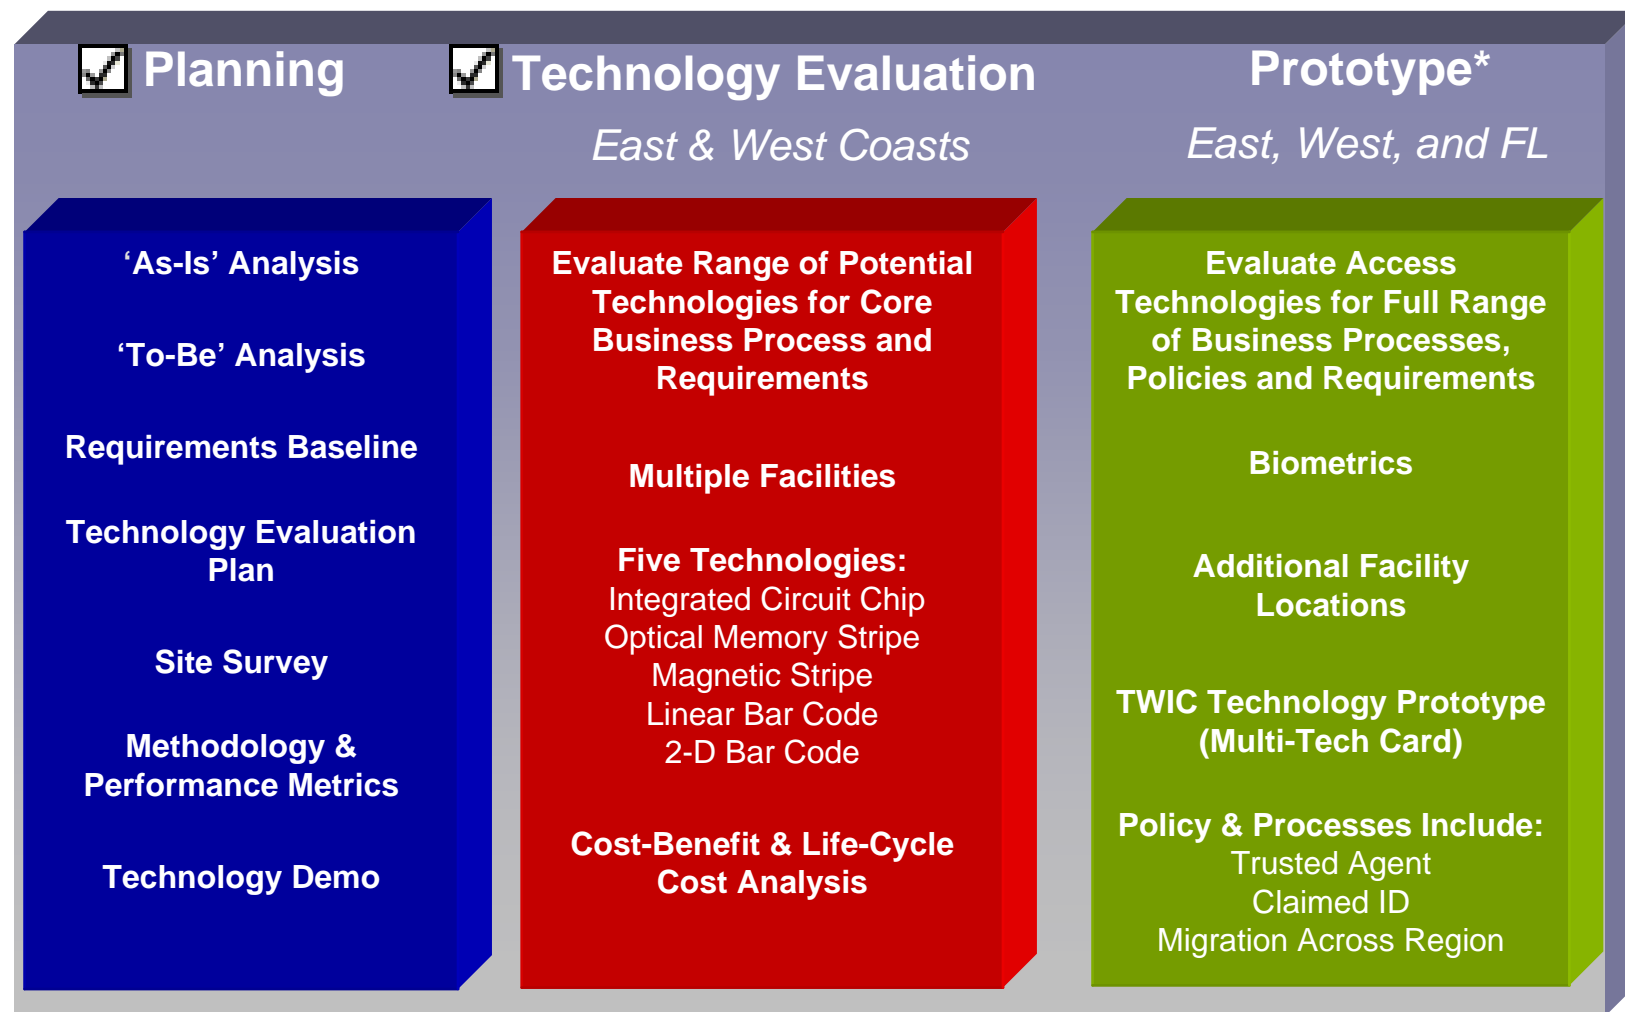 Planning
Technology Evaluation
East & West Coasts
Prototype*
East, West, and FL
‘As-Is’ Analysis
‘To-Be’ Analysis
Requirements Baseline
Technology Evaluation
Plan
Site Survey
Methodology &
Performance Metrics
Technology Demo
Evaluate Range of Potential
Technologies for Core
Business Process and
Requirements
Multiple Facilities
Five Technologies:
Integrated Circuit Chip
Optical Memory Stripe
Magnetic Stripe
Linear Bar Code
2-D Bar Code
Cost-Benefit & Life-Cycle
Cost Analysis
Evaluate Access
Technologies for Full Range
of Business Processes,
Policies and Requirements
Biometrics
Additional Facility
Locations
TWIC Technology Prototype
(Multi-Tech Card)
Policy & Processes Include:
Trusted Agent
Claimed ID
Migration Across Region